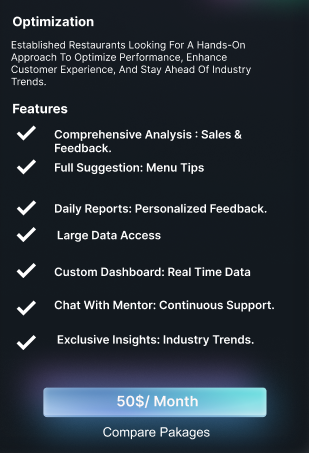 Optimization
Established Restaurants Looking For A Hands-On
Approach To Optimize Performance, Enhance
Customer Experience, And Stay Ahead Of Industry
Trends.
Features
Comprehensive Analysis : Sales &
Feedback.
Full Suggestion: Menu Tips
Daily Reports: Personalized Feedback.
Large Data Access
Custom Dashboard: Real Time Data
Chat With Mentor: Continuous Support.
Exclusive Insights: Industry Trends.
50$/ Month
Compare Pakages